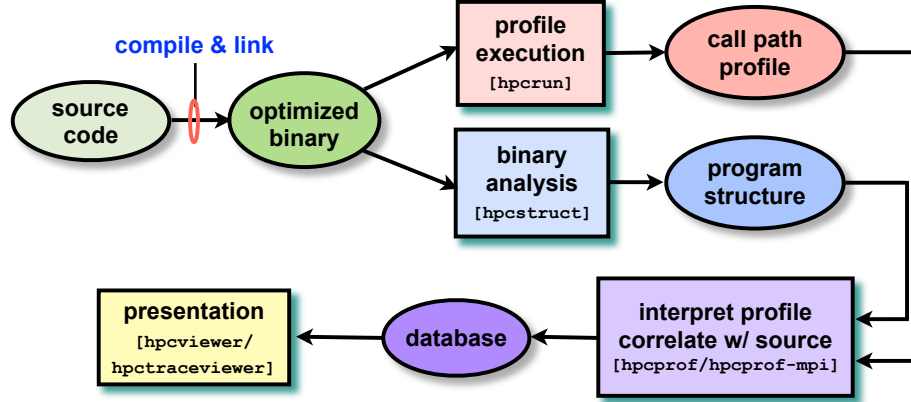 compile & link
source
code
optimized
binary
profile
execution
[hpcrun]
call path
profile
binary
analysis
[hpcstruct]
program
structure
presentation
[hpcviewer/
hpctraceviewer]
database
interpret profile
correlate w/ source
[hpcprof/hpcprof-mpi]